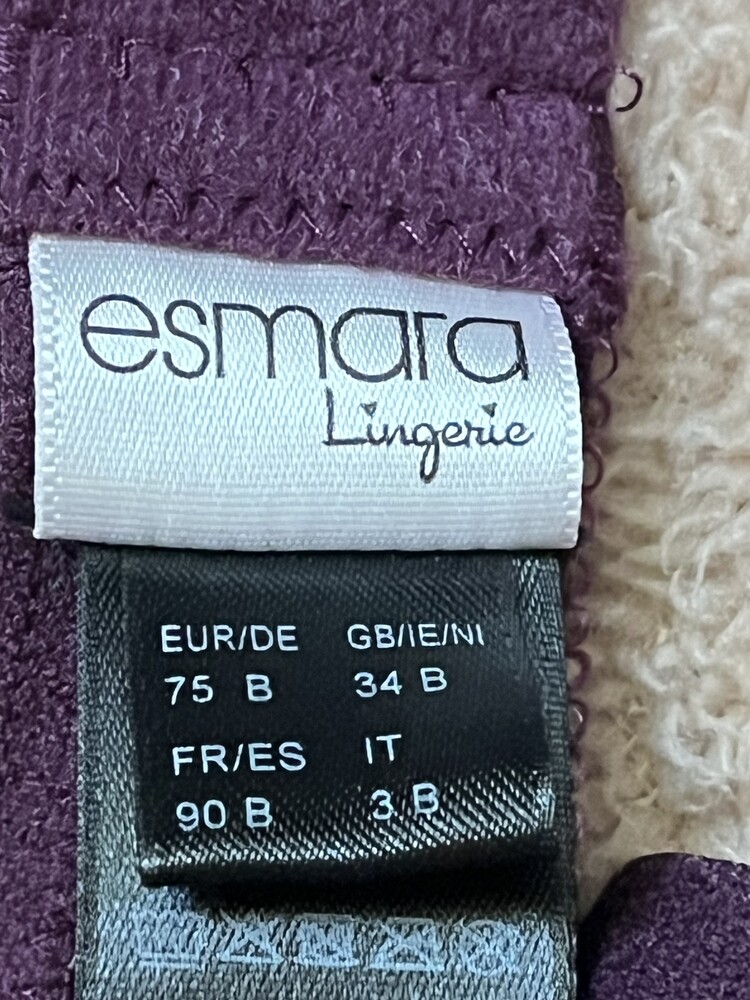 esmara
Lingerie
EUR/DE GB/IE/NI
75 B 34 B
FR/ES IT
90 B 3 B